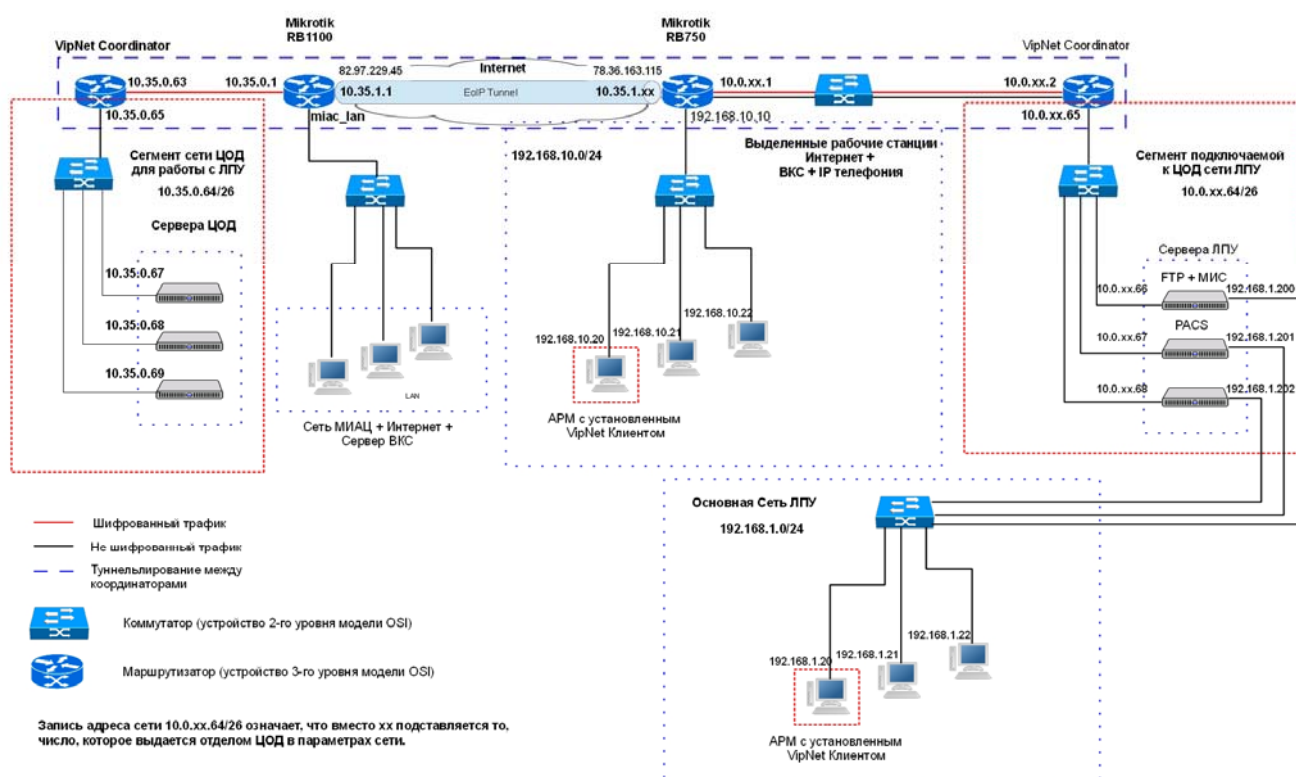 Mikrotik
RB1100
Mikrotik
RB750
VipNet Coordinator
VipNet Coordinator
82.97.229.45
Internet
78.36.163.115
10.35.0.63
10.35.0.1
10.35.1.1
EoIP Tunnel
10.35.1.xx
10.0.xx.1
10.0.xx.2
10.35.0.65
miac_lan
192.168.10.10
10.0.xx.65
Сегмент сети ЦОД
для работы с ЛПУ
10.35.0.64/26
192.168.10.0/24
Выделенные рабочие станции
Интернет +
ВКС + IP телефония
Сегмент подключаемой
к ЦОД сети ЛПУ
10.0.xx.64/26
Сервера ЦОД
10.35.0.67
10.35.0.68
10.35.0.69
Сервера ЛПУ
FTP + МИС
10.0.xx.66
192.168.1.200
PACS
10.0.xx.67
192.168.1.201
10.0.xx.68
192.168.1.202
192.168.10.20
192.168.10.21
192.168.10.22
LAN
Сеть МИАЦ + Интернет +
Сервер ВКС
АРМ с установленным
VipNet Клиентом
Основная Сеть ЛПУ
192.168.1.0/24
192.168.1.20
192.168.1.21
192.168.1.22
АРМ с установленным
VipNet Клиентом
Шифрованный трафик
Не шифрованный трафик
Туннельлирование между
координаторами
Коммутатор (устройство 2-го уровня модели OSI)
Маршрутизатор (устройство 3-го уровня модели OSI)
Запись адреса сети 10.0.xx.64/26 означает, что вместо xx подставляется то,
число, которое выдается отделом ЦОД в параметрах сети.